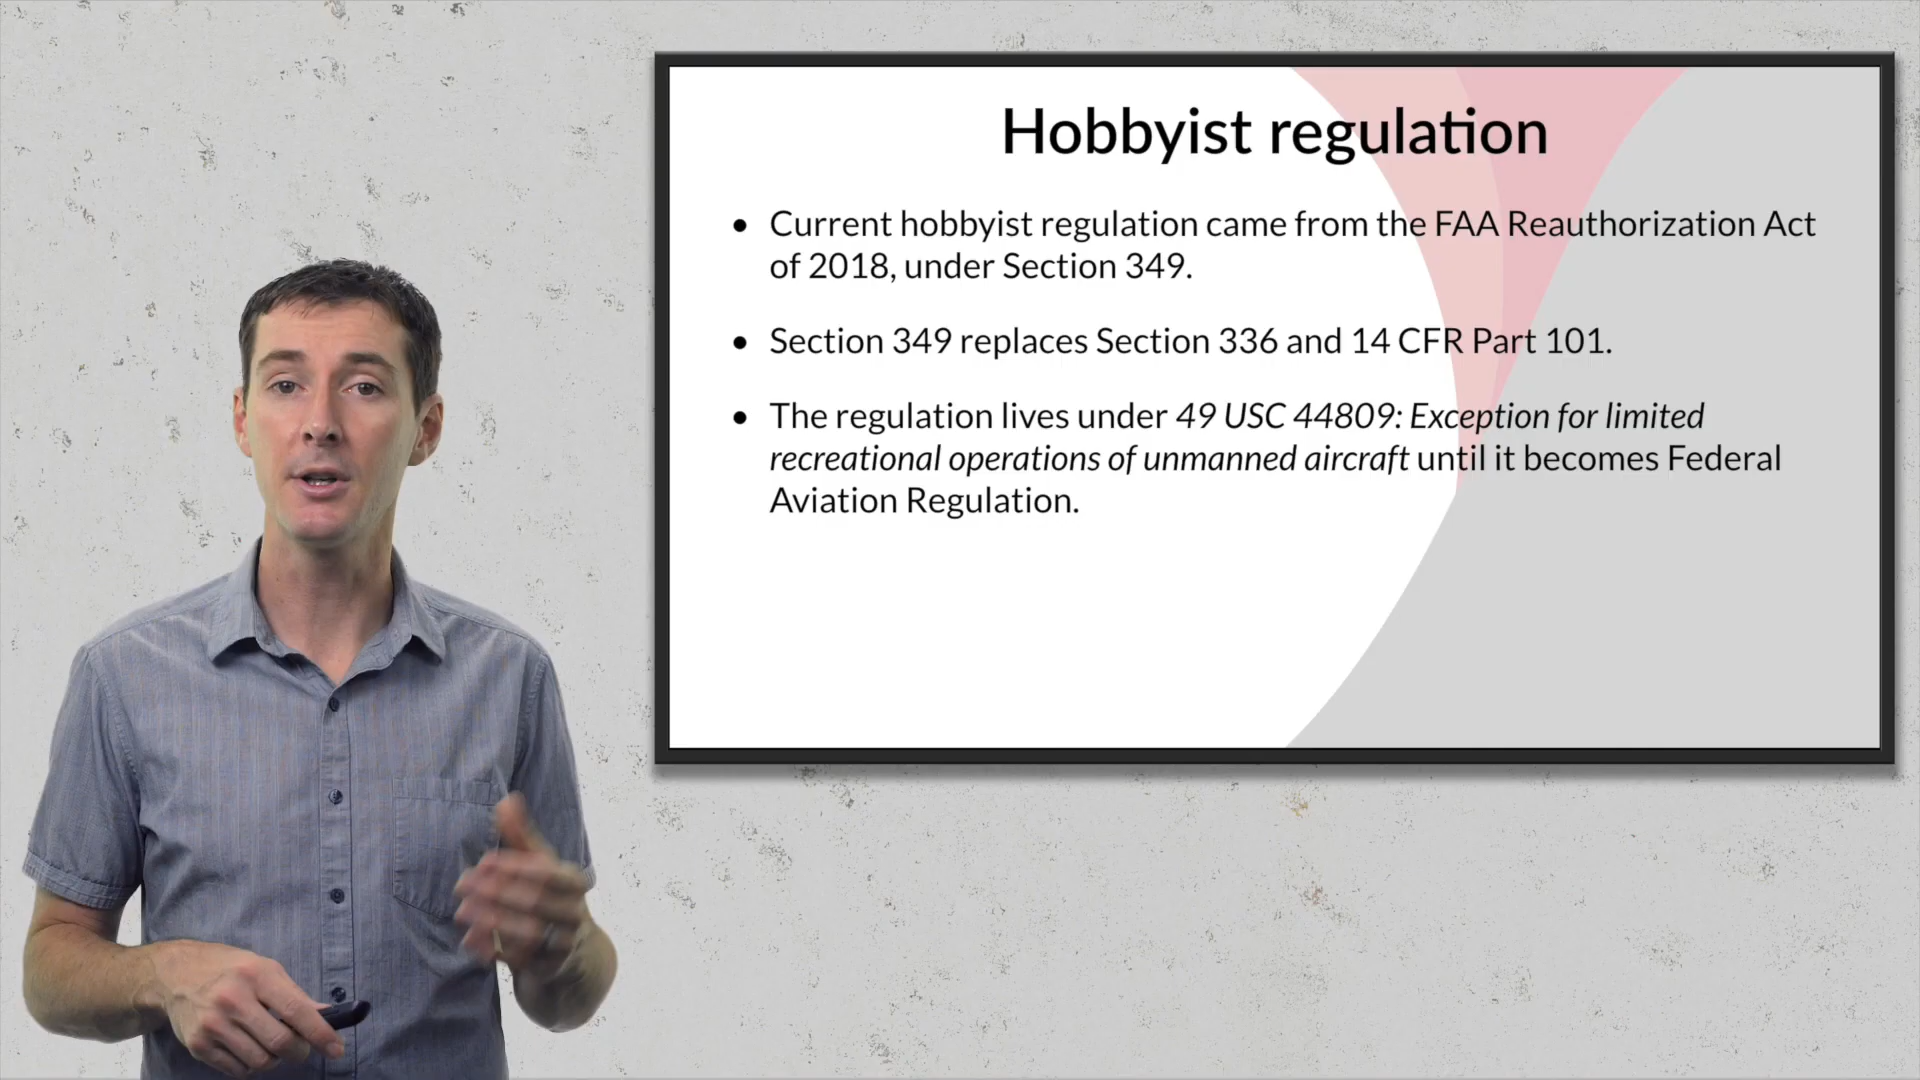 Hobbyist regulation
• Current hobbyist regulation came from the FAA Reauthorization Act
of 2018, under Section 349.
• Section 349 replaces Section 336 and 14 CFR Part 101.
• The regulation lives under 49 USC 44809: Exception for limited
recreational operations of unmanned aircraft until it becomes Federal
Aviation Regulation.